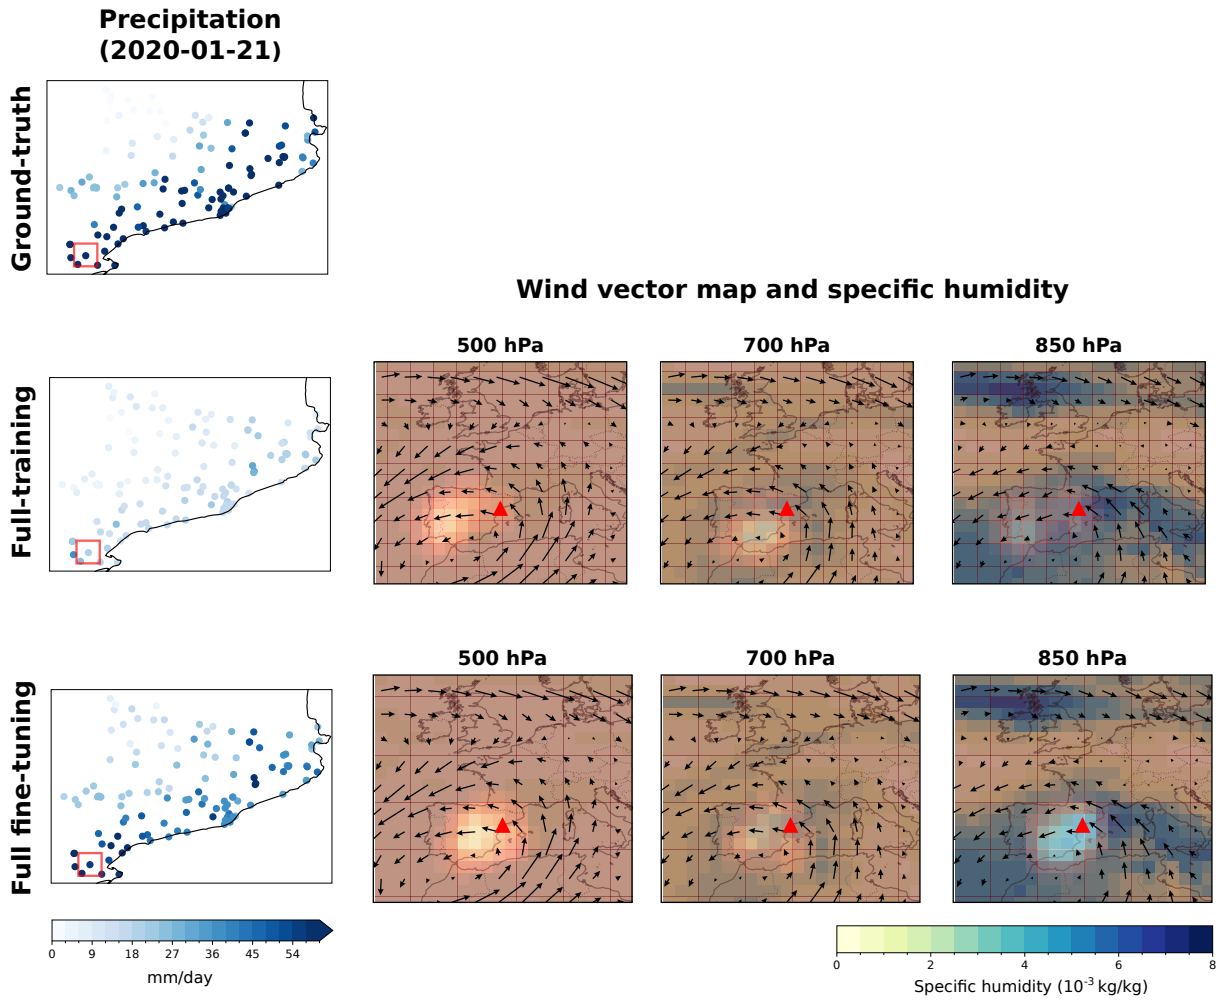 Precipitation
(2020-01-21)
Ground-truth
Wind vector map and specific humidity
Full-training
500 hPa
700 hPa
850 hPa
Full fine-tuning
500 hPa
700 hPa
850 hPa
0 9 18 27 36 45 54
mm/day
0 2 4 6 8
Specific humidity (10⁻³ kg/kg)